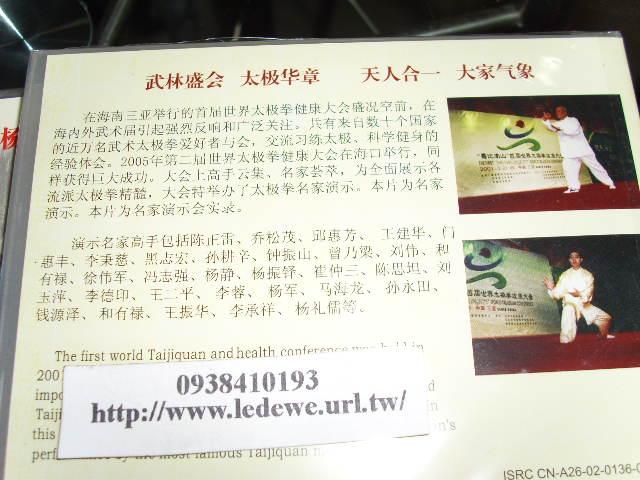 武林盛会 太极华章 天人合一 大家气象
在海南三亚举行的首届世界太极拳健康大会盛况空前,在
海内外武术届引起强烈反响和广泛关注。共有来自数十个国家
的近万名武术太极拳爱好者与会,交流习练太极、科学健身的
经验体会。2005年第二届世界太极拳健康大会在海口举行,同
样获得巨大成功。大会上高手云集、名家荟萃,为全面展示各
流派太极拳精髓,大会特举办了太极拳名家演示。本片为名家
演示。本片为名家演示会实录。
演示名家高手包括陈正雷、乔松茂、邱惠芳、王建华、门
惠丰、李秉慈、黑志宏、孙耕辛、钟振山、曾乃梁、刘伟、和
有禄、徐伟军、冯志强、杨静、杨振铎、崔仲三、陈思坦、刘
玉萍、李德印、王二平、李蓉、杨军、马海龙、孙永田、
钱源泽、和有禄、王振华、李承祥、杨礼儒等。
The first world Taijiquan and health conference was held in
200
impo
Taiji
this in
perf by the most famous Taijiquan
0938410193
http://www.ledewe.url.tw/
ISRC CN-A26-02-0136-0